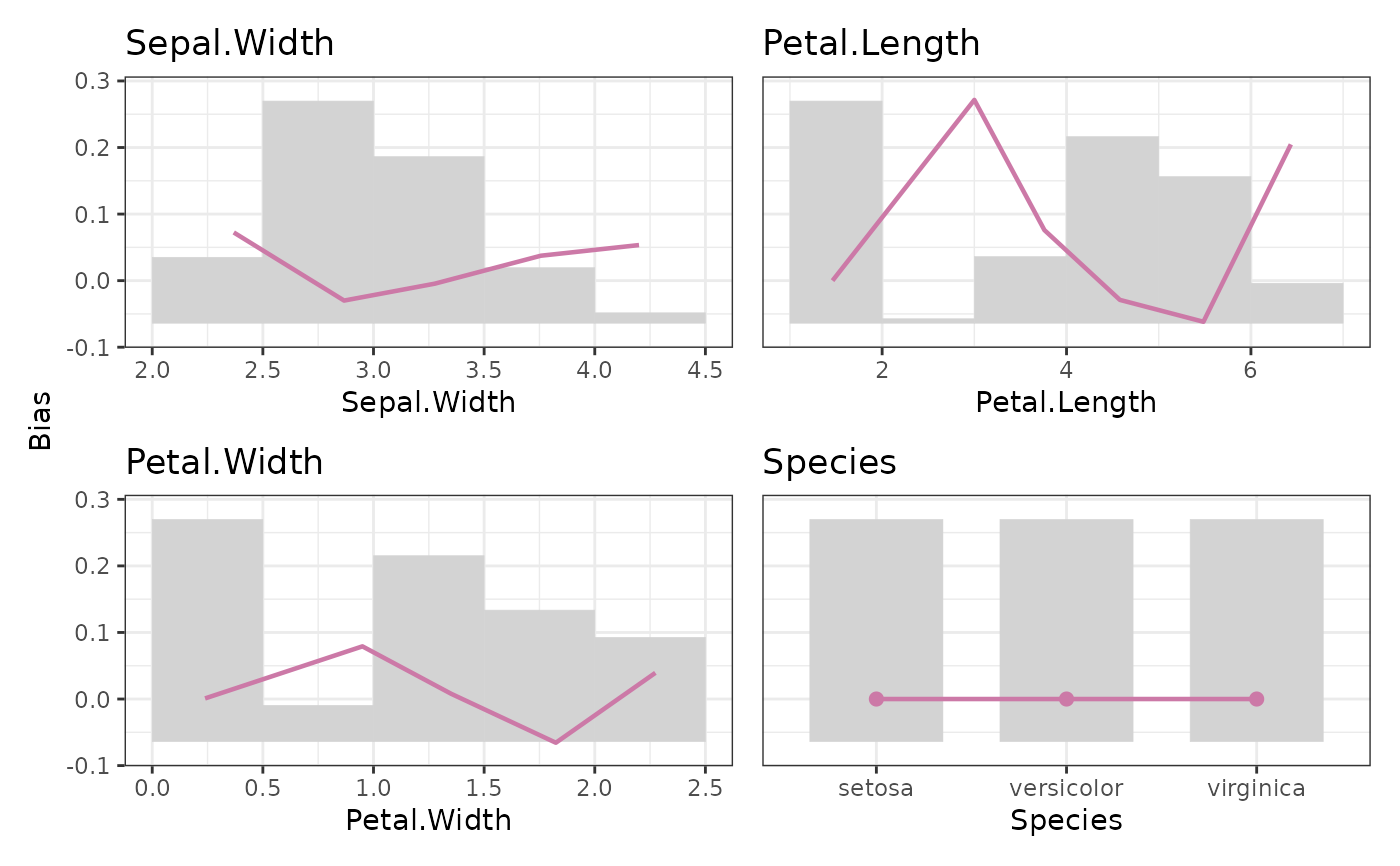 Sepal.Width
Petal.Length
0.3
0.2
0.1
0.0
-0.1
2.0 2.5 3.0 3.5 4.0 4.5
2 4 6
Sepal.Width
Petal.Length
Bias
Petal.Width
Species
0.3
0.2
0.1
0.0
-0.1
0.0 0.5 1.0 1.5 2.0 2.5
setosa versicolor virginica
Petal.Width
Species